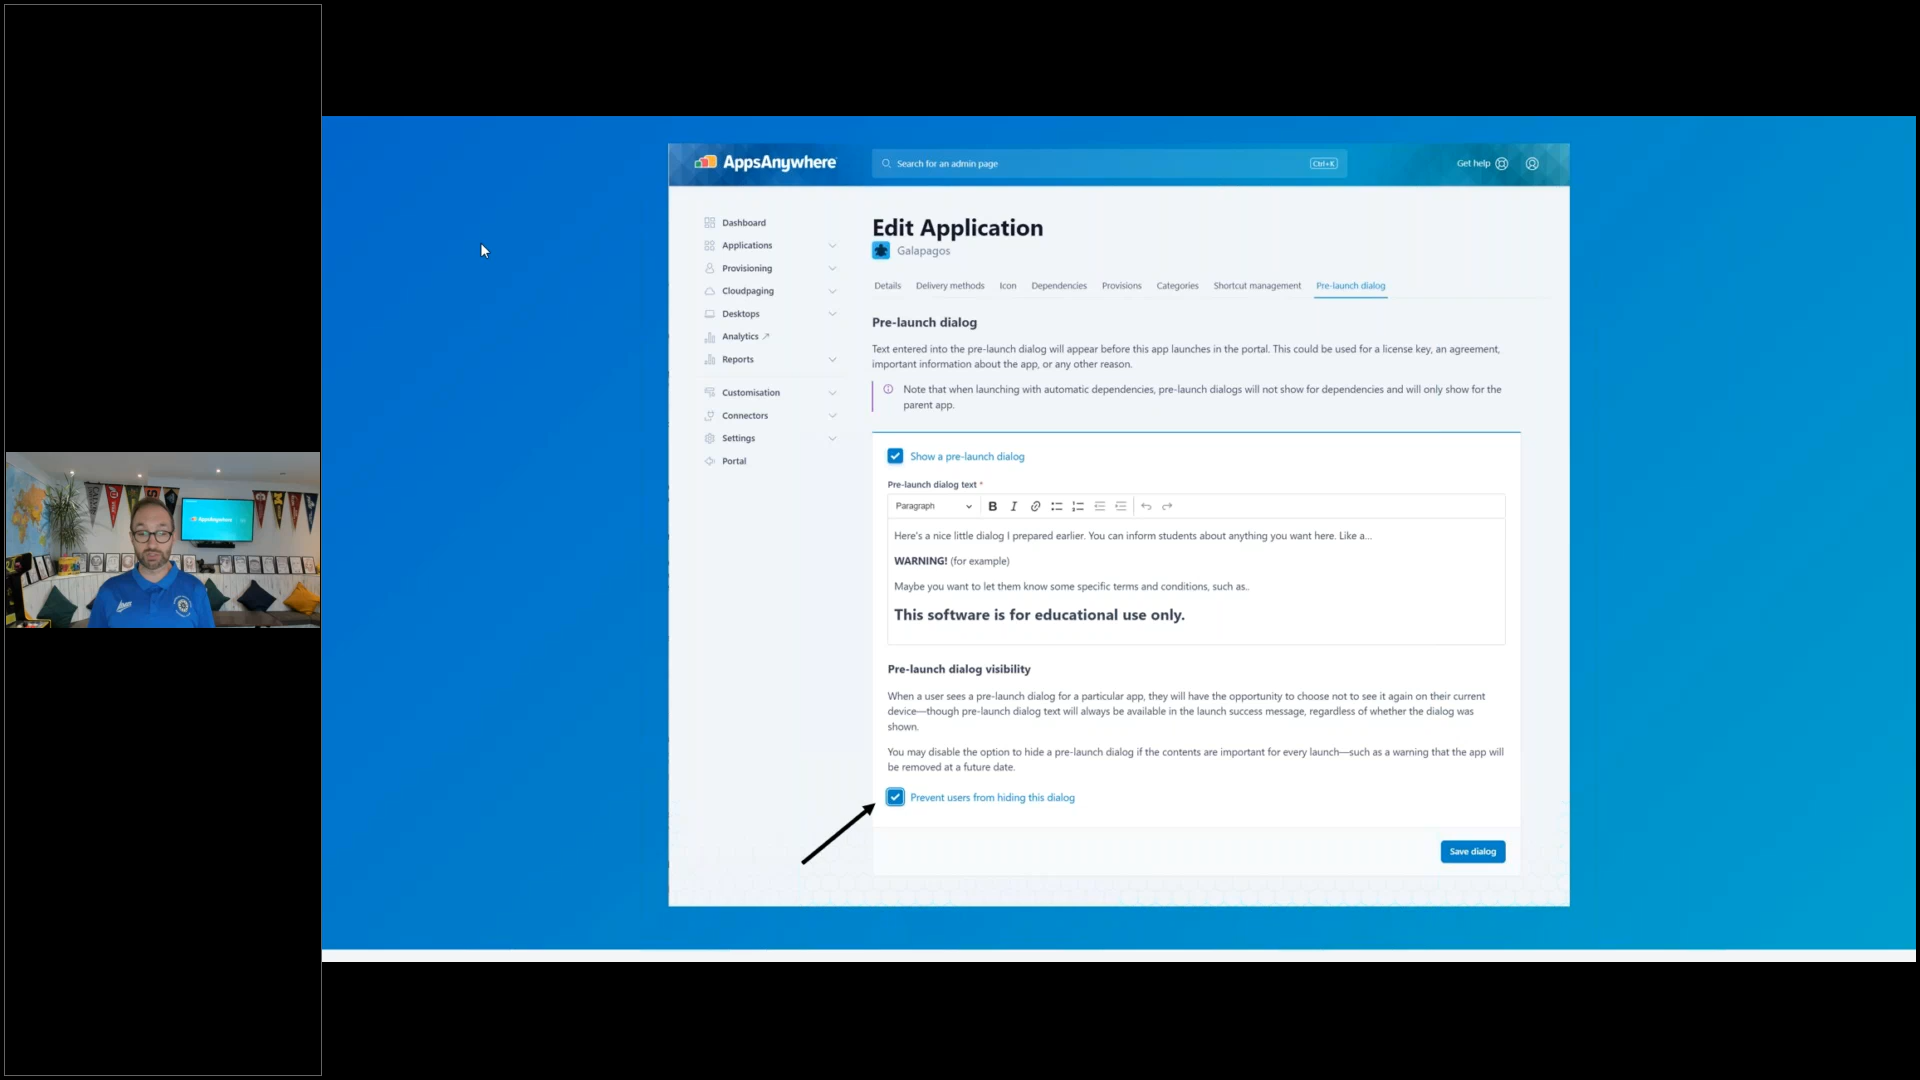 AppsAnywhere
Search for an admin page
Ctrl+K
Get help
Dashboard
Applications
Provisioning
Cloudpaging
Desktops
Analytics
Reports
Customisation
Connectors
Settings
Portal
Edit Application
Galapagos
Details Delivery methods Icon Dependencies Provisions Categories Shortcut management Pre-launch dialog
Pre-launch dialog
Text entered into the pre-launch dialog will appear before this app launches in the portal. This could be used for a license key, an agreement,
important information about the app, or any other reason.
Note that when launching with automatic dependencies, pre-launch dialogs will not show for dependencies and will only show for the
parent app.
Show a pre-launch dialog
Pre-launch dialog text *
Paragraph B I
Here's a nice little dialog I prepared earlier. You can inform students about anything you want here. Like a...
WARNING! (for example)
Maybe you want to let them know some specific terms and conditions, such as..
This software is for educational use only.
Pre-launch dialog visibility
When a user sees a pre-launch dialog for a particular app, they will have the opportunity to choose not to see it again on their current
device—though pre-launch dialog text will always be available in the launch success message, regardless of whether the dialog was
shown.
You may disable the option to hide a pre-launch dialog if the contents are important for every launch—such as a warning that the app will
be removed at a future date.
Prevent users from hiding this dialog
Save dialog
AppsAnywhere